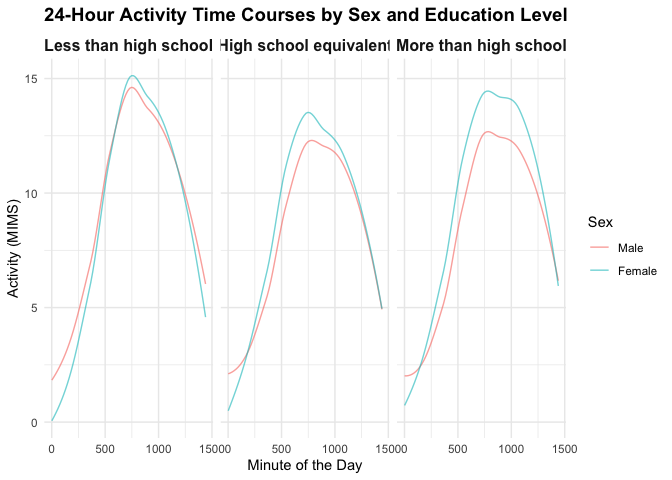 24-Hour Activity Time Courses by Sex and Education Level
Less than high school High school equivalent More than high school
15
10
5
0
Activity (MIMS)
0 500 1000 1500 0 500 1000 1500 0 500 1000 1500
Minute of the Day
Sex
Male
Female